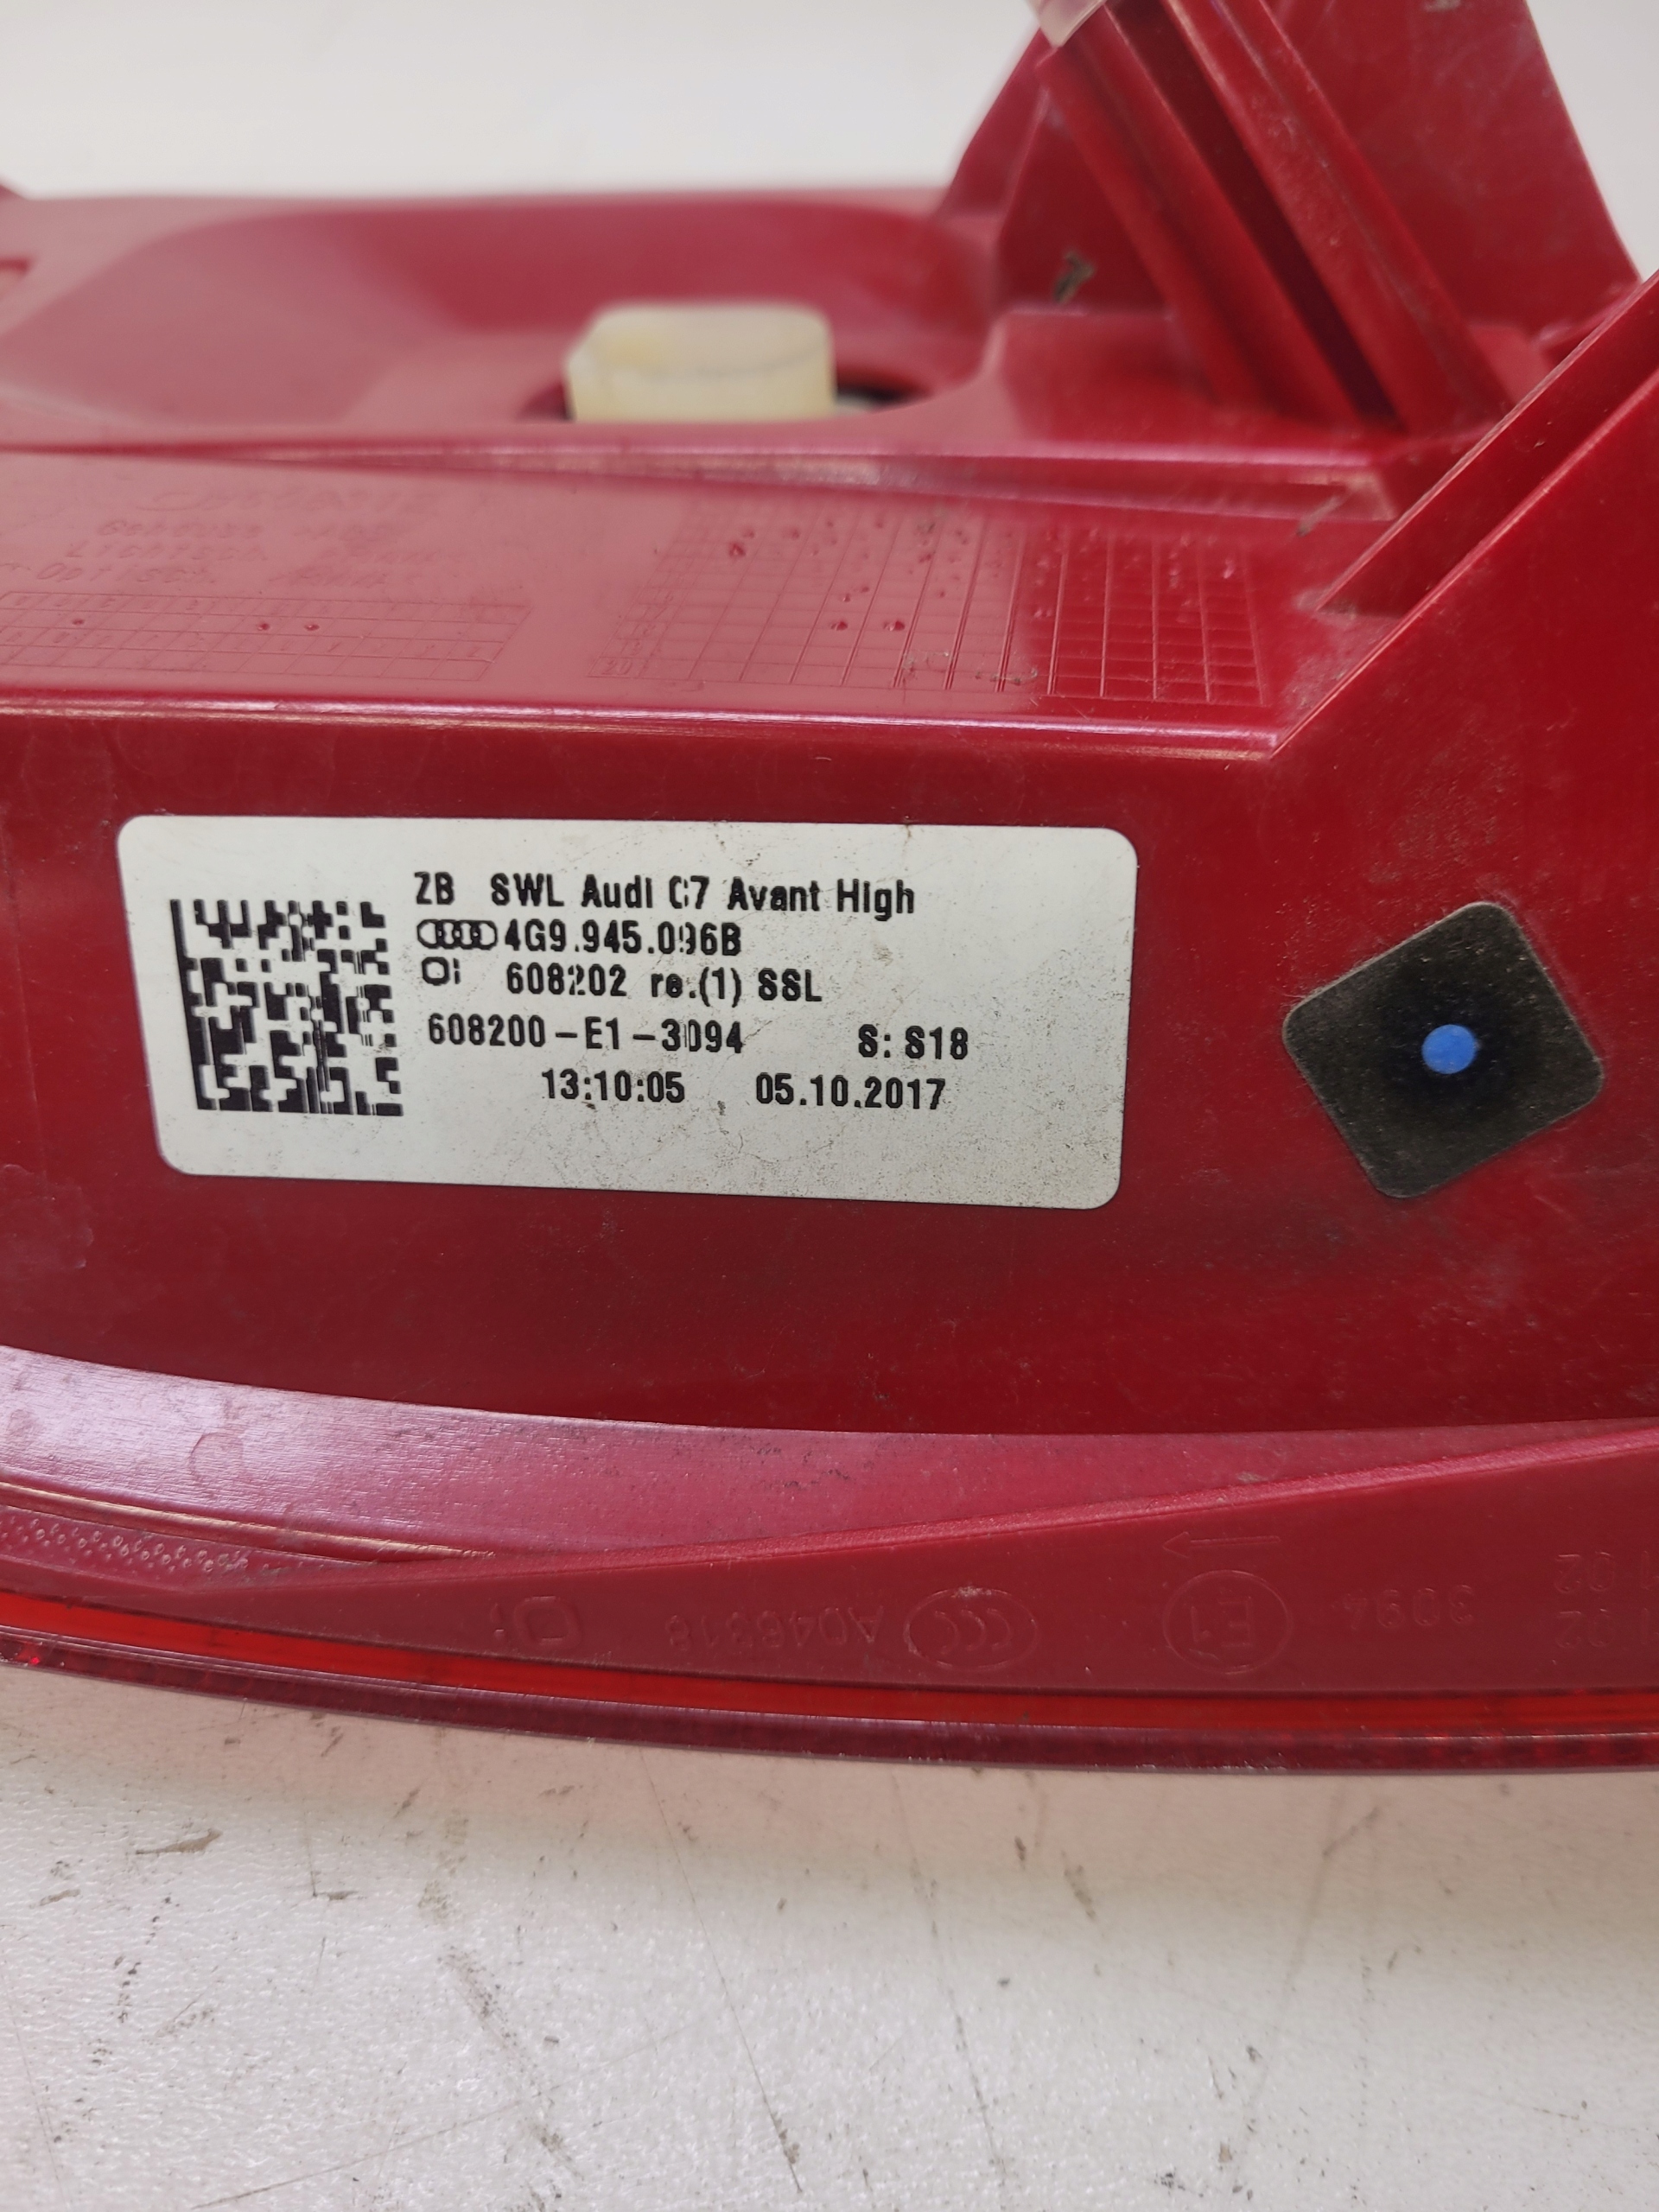 ZB SWL Audi C7 Avant High
4G9.945.096B
608202 re.(1) SSL
608200-E1-3094 S: S18
13:10:05 05.10.2017
3094
E1
A046318